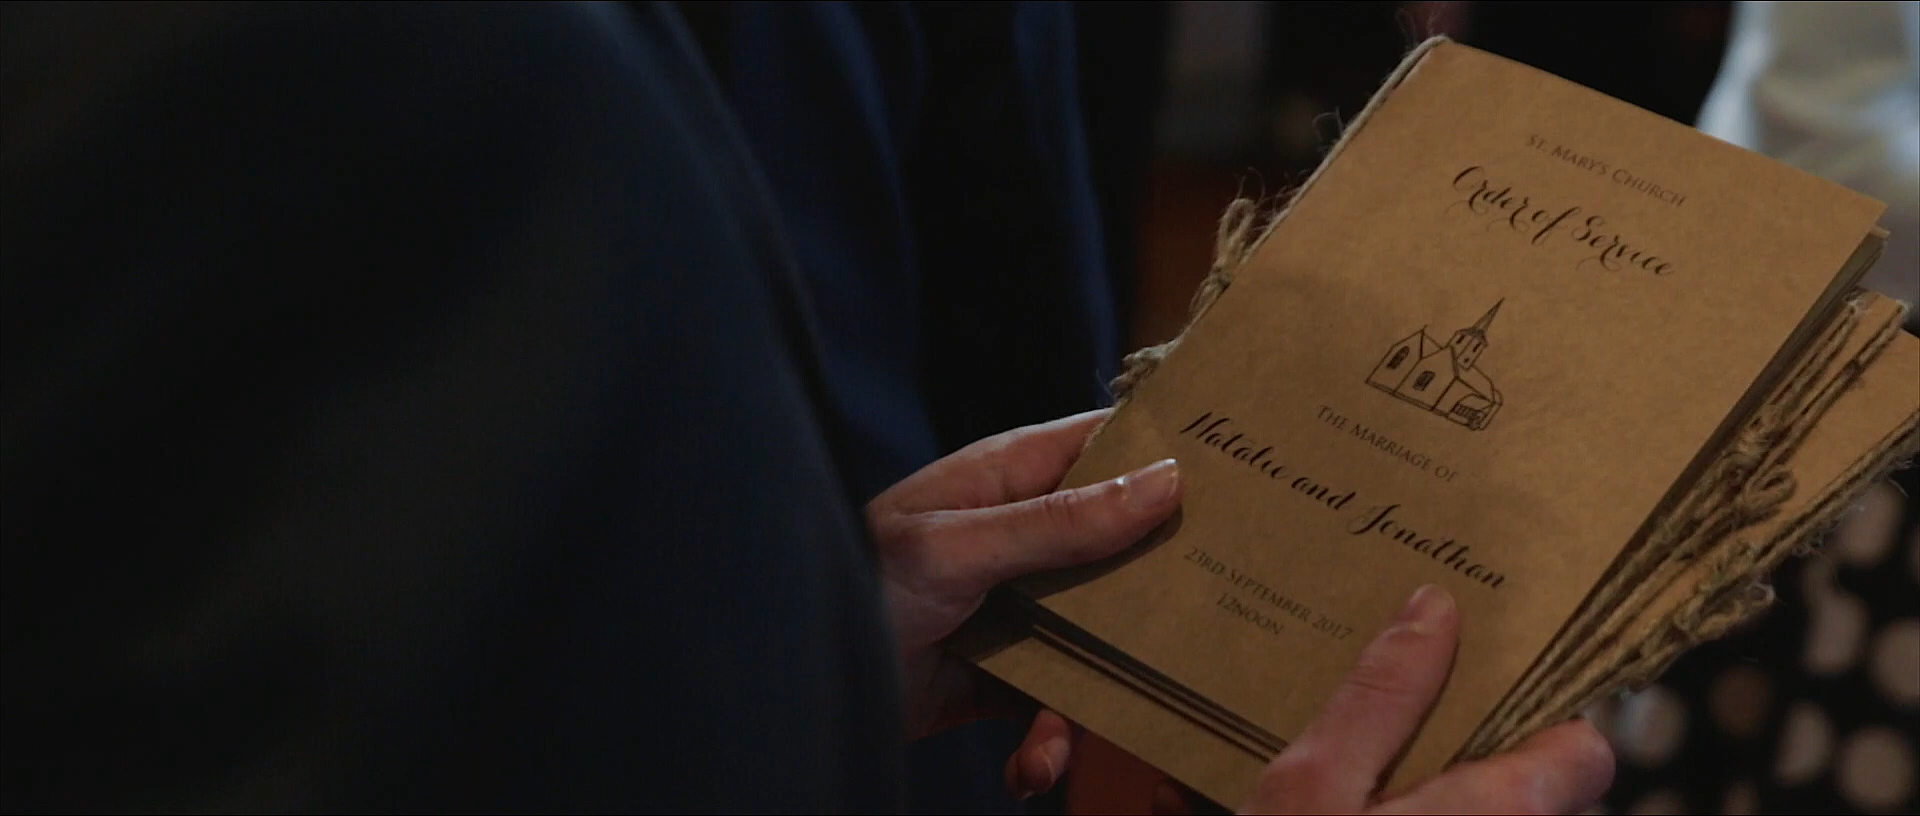 ST. MARY'S CHURCH
Order of Service
THE MARRIAGE OF
Natalie and Jonathan
23RD SEPTEMBER 2017
12NOON